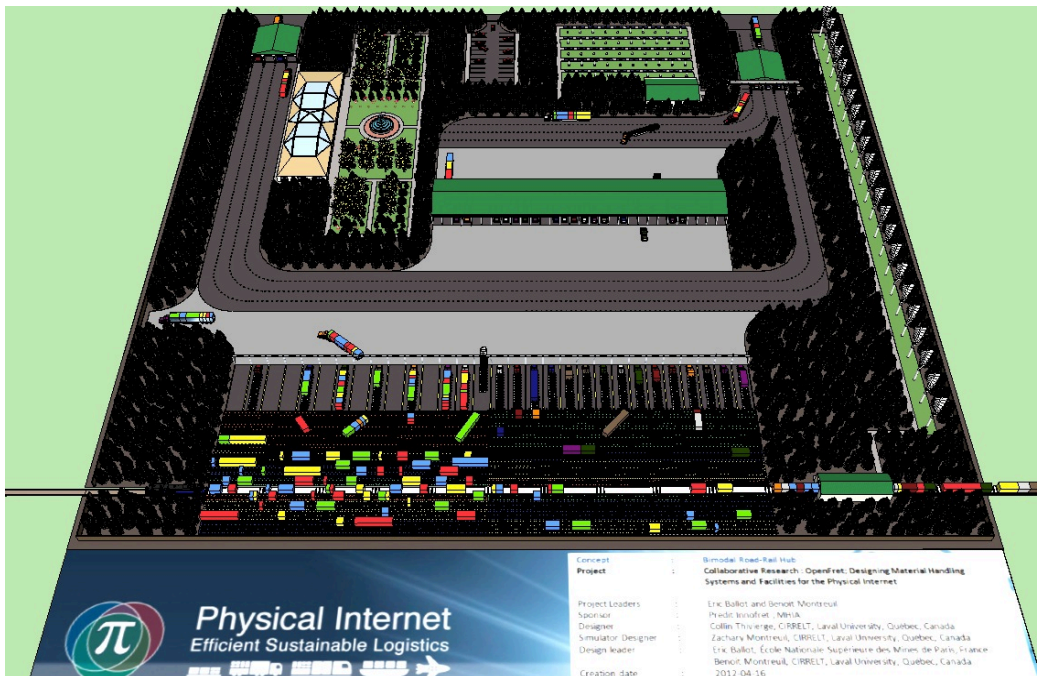 π
Physical Internet
Efficient Sustainable Logistics
Concept : Bimodal Road-Rail Hub
Project : Collaborative Research : OpenFret: Designing Material Handling
Systems and Facilities for the Physical Internet
Project Leaders : Eric Ballot and Benoit Montreuil
Sponsor : Predit Innofret , MHIA
Designer : Collin Thivierge, CIRRELT, Laval University, Québec, Canada
Simulator Designer : Zachary Montreuil, CIRRELT, Laval University, Québec, Canada
Design leader : Eric Ballot, École Nationale Supérieure des Mines de Paris, France
Benoit Montreuil, CIRRELT, Laval University, Québec, Canada
Creation date : 2012-04-16